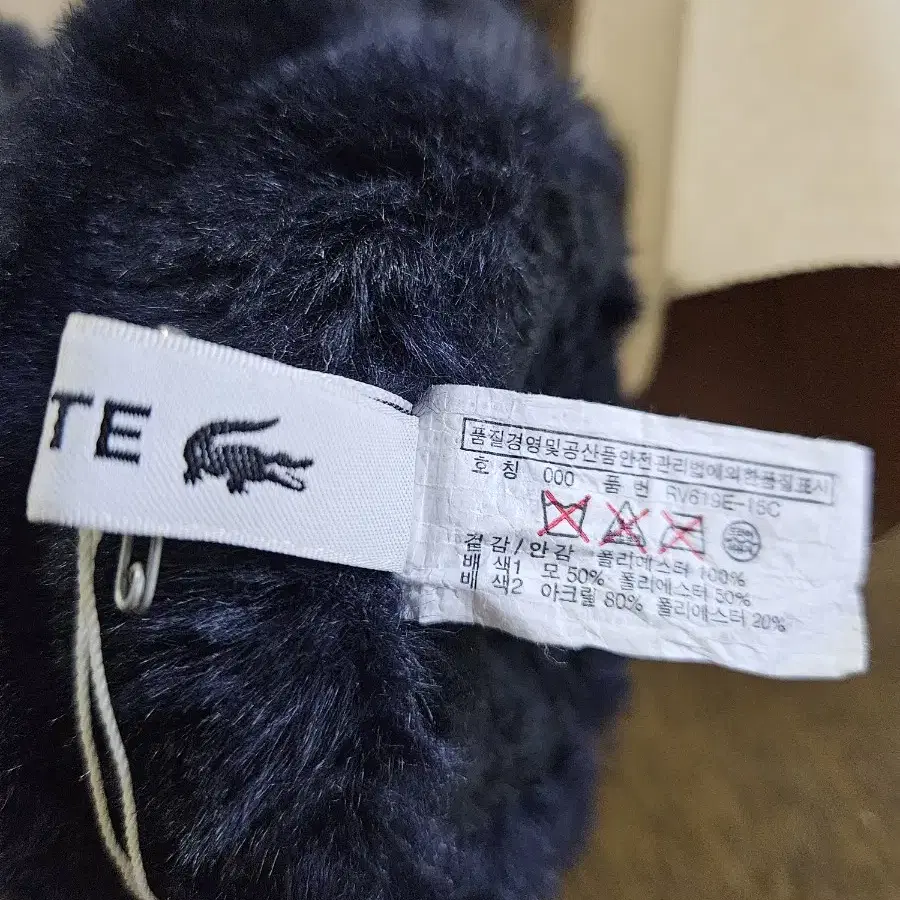 TE
품질경영및공산품안전관리법에의한품질표시
호 칭 000 품 번 RV619E-15C
겉감/안감 폴리에스터 100%
배 색1 모 50% 폴리에스터 50%
배 색2 아크릴 80% 폴리에스터 20%